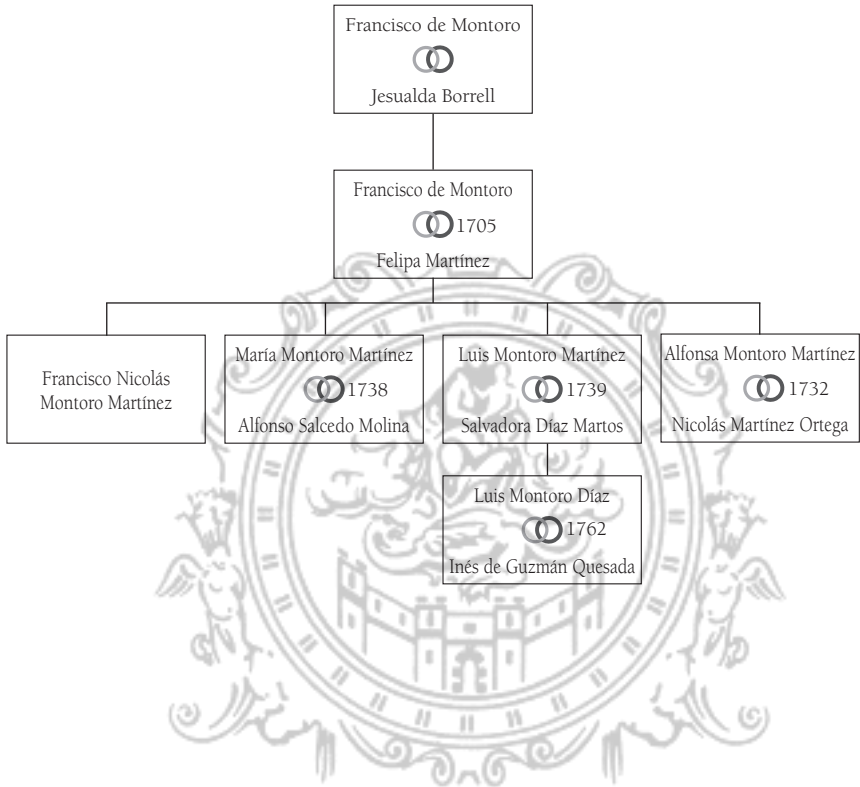 Francisco de Montoro
Jesualda Borrell
Francisco de Montoro
1705
Felipa Martínez
Francisco Nicolás
Montoro Martínez
María Montoro Martínez
1738
Alfonso Salcedo Molina
Luis Montoro Martínez
1739
Salvadora Díaz Martos
Alfonsa Montoro Martínez
1732
Nicolás Martínez Ortega
Luis Montoro Díaz
1762
Inés de Guzmán Quesada